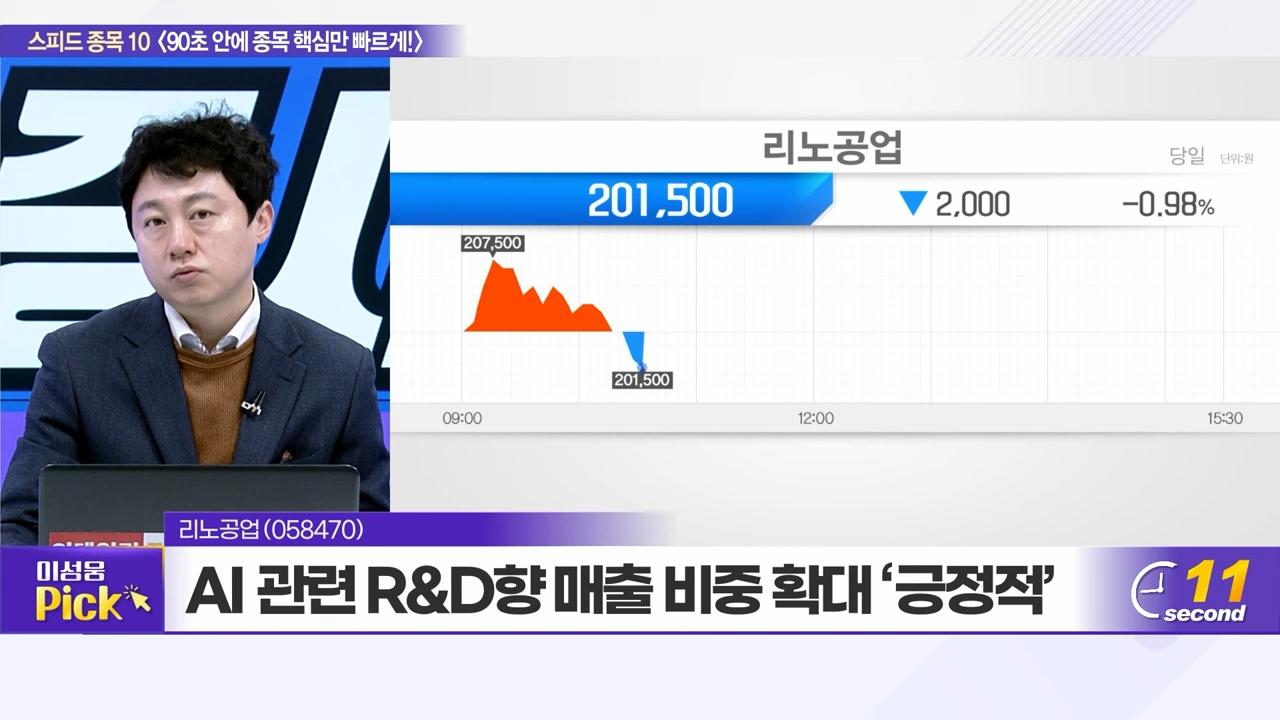 스피드 종목 10 〈90초 안에 종목 핵심만 빠르게!〉
리노공업
당일 단위:원
201,500 ▼ 2,000 -0.98%
207,500
201,500
09:00 12:00 15:30
리노공업 (058470)
이성웅
Pick
AI 관련 R&D향 매출 비중 확대 ‘긍정적’
11
second